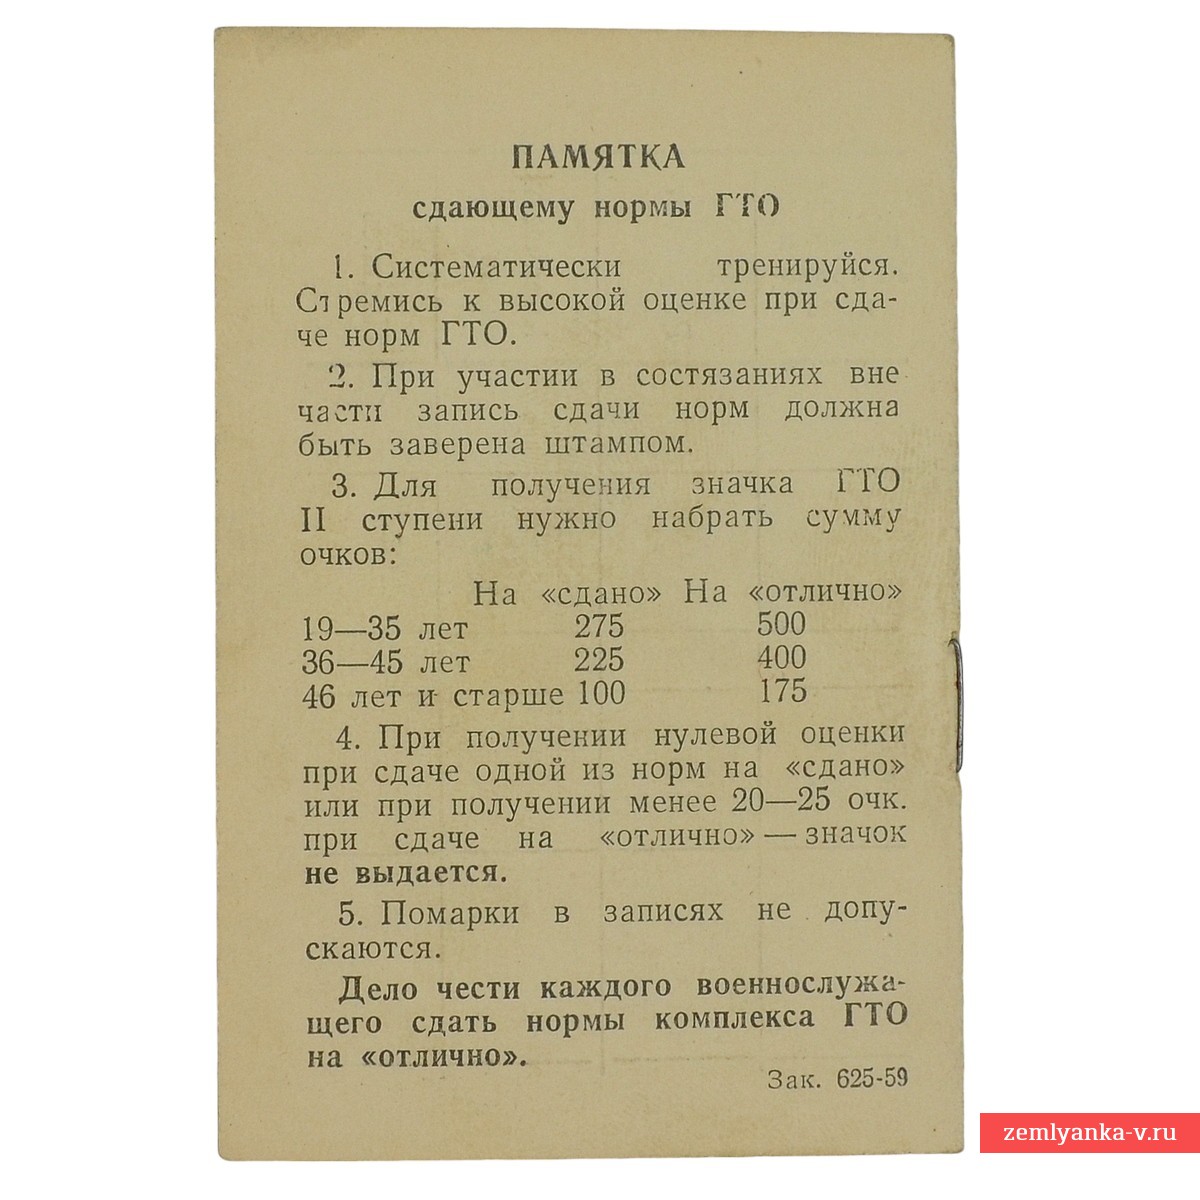 ПАМЯТКА
сдающему нормы ГТО
1. Систематически тренируйся.
Стремись к высокой оценке при сда-
че норм ГТО.
2. При участии в состязаниях вне
части запись сдачи норм должна
быть заверена штампом.
3. Для получения значка ГТО
II ступени нужно набрать сумму
очков:
На «сдано» На «отлично»
19—35 лет 275 500
36—45 лет 225 400
46 лет и старше 100 175
4. При получении нулевой оценки
при сдаче одной из норм на «сдано»
или при получении менее 20—25 очк.
при сдаче на «отлично» — значок
не выдается.
5. Помарки в записях не допу-
скаются.
Дело чести каждого военнослужа-
щего сдать нормы комплекса ГТО
на «отлично».
Зак. 625-59
zemlyanka-v.ru